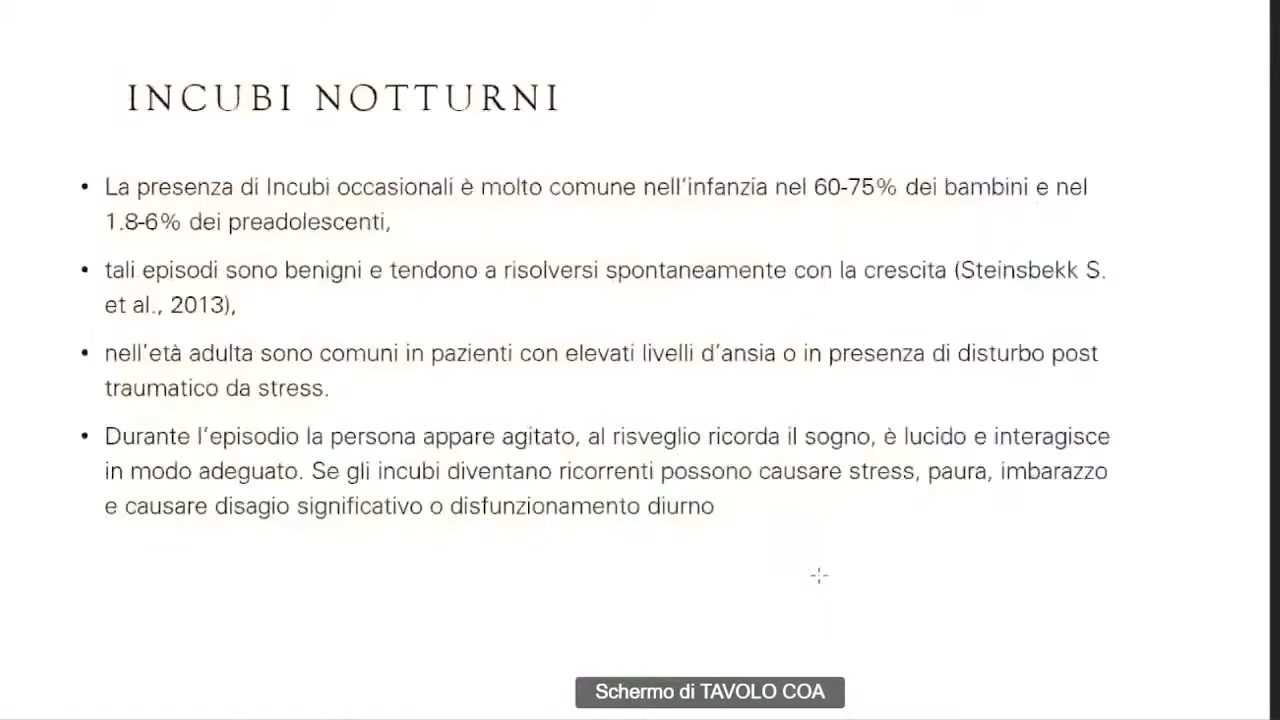 INCUBI NOTTURNI
• La presenza di Incubi occasionali è molto comune nell'infanzia nel 60-75% dei bambini e nel
1.8-6% dei preadolescenti,
• tali episodi sono benigni e tendono a risolversi spontaneamente con la crescita (Steinsbekk S.
et al., 2013),
• nell'età adulta sono comuni in pazienti con elevati livelli d'ansia o in presenza di disturbo post
traumatico da stress.
• Durante l'episodio la persona appare agitato, al risveglio ricorda il sogno, è lucido e interagisce
in modo adeguato. Se gli incubi diventano ricorrenti possono causare stress, paura, imbarazzo
e causare disagio significativo o disfunzionamento diurno
Schermo di TAVOLO COA